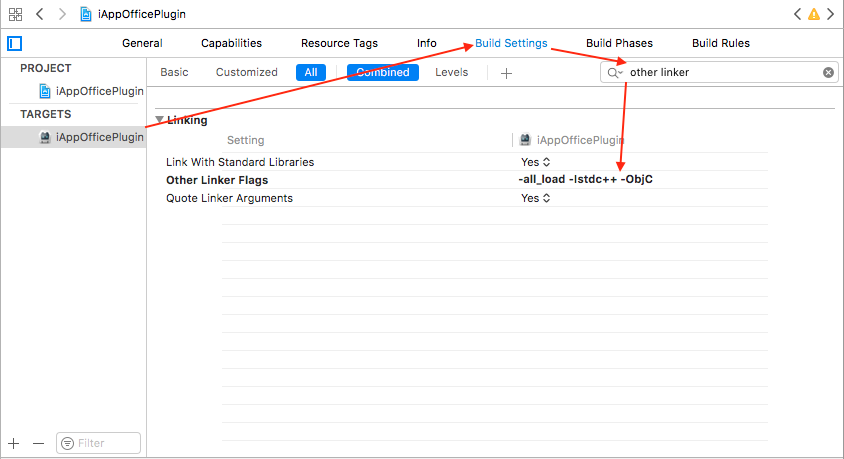 iAppOfficePlugin
General Capabilities Resource Tags Info Build Settings Build Phases Build Rules
PROJECT
iAppOfficePlugin
TARGETS
iAppOfficePlugin
Basic Customized All Combined Levels + other linker
Linking
Setting iAppOfficePlugin
Link With Standard Libraries Yes
Other Linker Flags -all_load -lstdc++ -ObjC
Quote Linker Arguments Yes
Filter